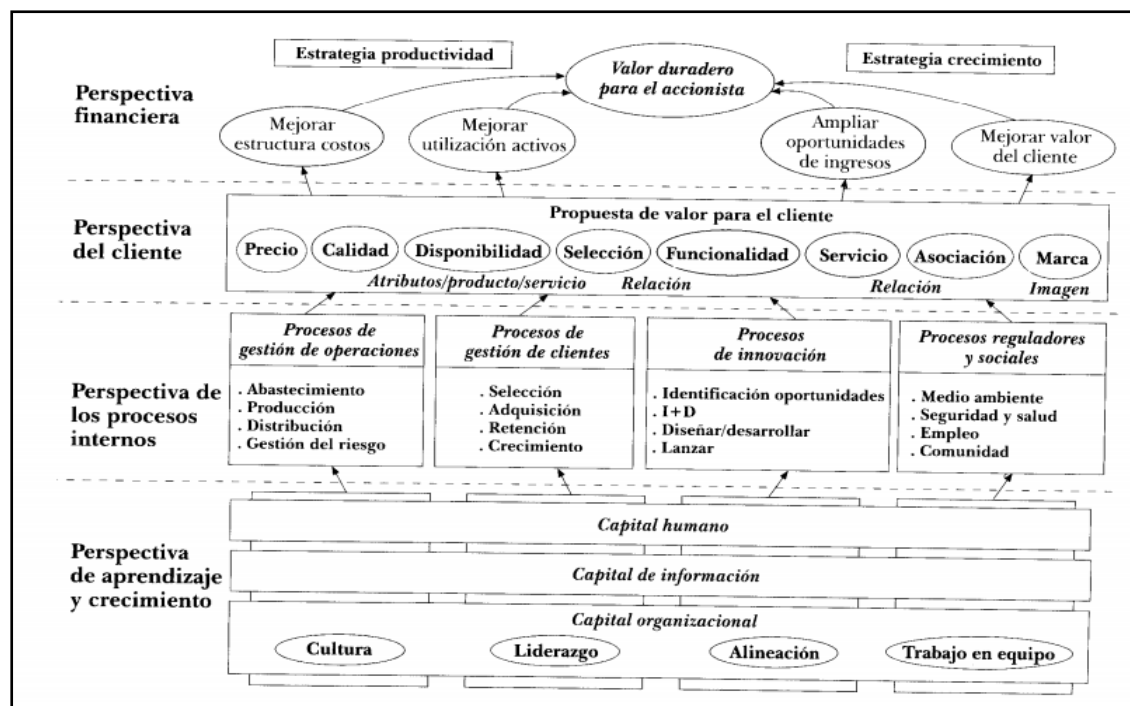 Estrategia productividad
Estrategia crecimiento
Valor duradero
para el accionista
Perspectiva
financiera
Mejorar
estructura costos
Mejorar
utilización activos
Ampliar
oportunidades
de ingresos
Mejorar valor
del cliente
Perspectiva
del cliente
Propuesta de valor para el cliente
Precio Calidad Disponibilidad Selección Funcionalidad Servicio Asociación Marca
Atributos/producto/servicio Relación Relación Imagen
Perspectiva de
los procesos
internos
Procesos de
gestión de operaciones
. Abastecimiento
. Producción
. Distribución
. Gestión del riesgo
Procesos de
gestión de clientes
. Selección
. Adquisición
. Retención
. Crecimiento
Procesos
de innovación
. Identificación oportunidades
. I+D
. Diseñar/desarrollar
. Lanzar
Procesos reguladores
y sociales
. Medio ambiente
. Seguridad y salud
. Empleo
. Comunidad
Perspectiva
de aprendizaje
y crecimiento
Capital humano
Capital de información
Capital organizacional
Cultura Liderazgo Alineación Trabajo en equipo